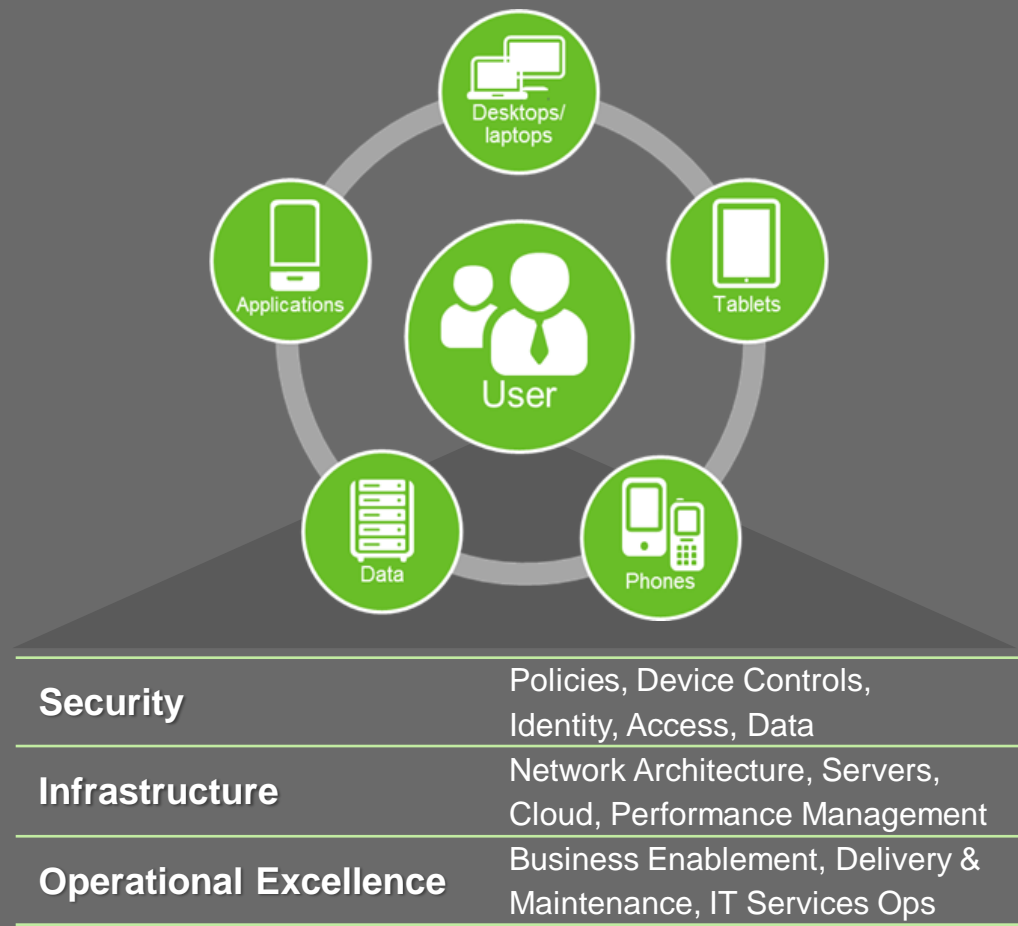 Desktops/
laptops
Applications
Tablets
User
Data
Phones
Security
Policies, Device Controls,
Identity, Access, Data
Infrastructure
Network Architecture, Servers,
Cloud, Performance Management
Operational Excellence
Business Enablement, Delivery &
Maintenance, IT Services Ops